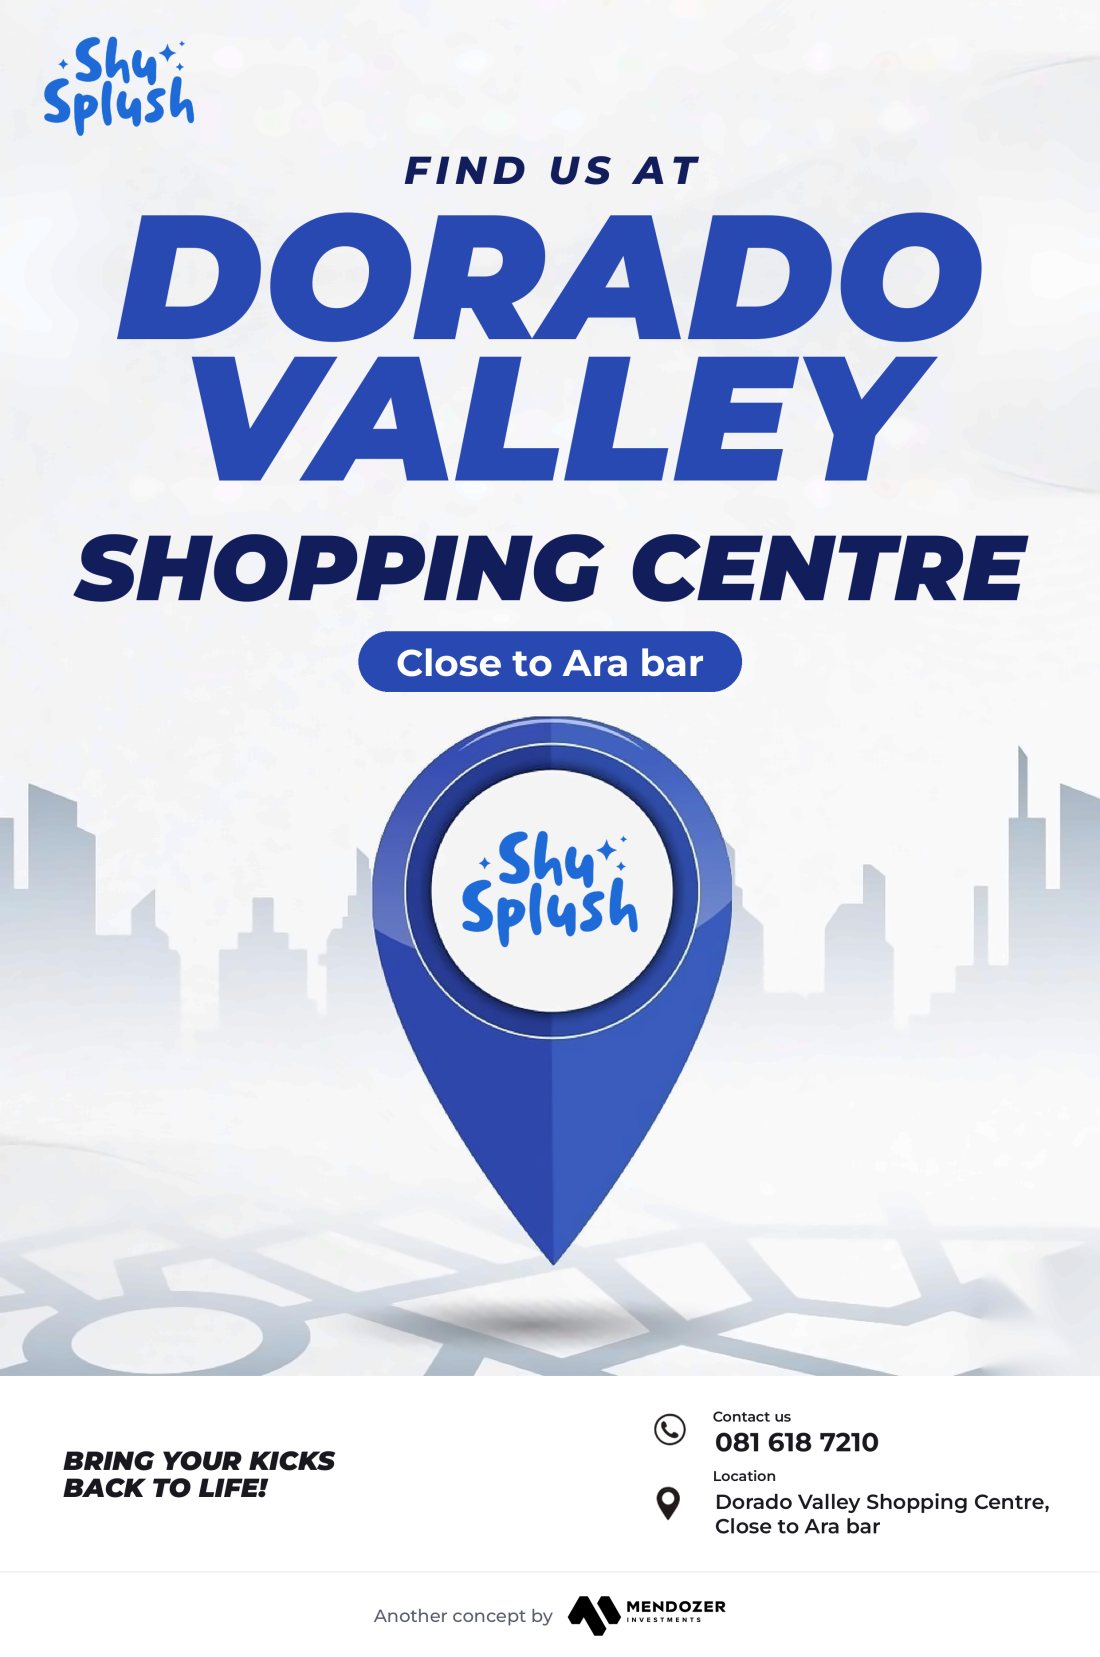 Shu
Splush
FIND US AT
DORADO
VALLEY
SHOPPING CENTRE
Close to Ara bar
Shu
Splush
BRING YOUR KICKS
BACK TO LIFE!
Contact us
081 618 7210
Location
Dorado Valley Shopping Centre,
Close to Ara bar
Another concept by
MENDOZER
INVESTMENTS